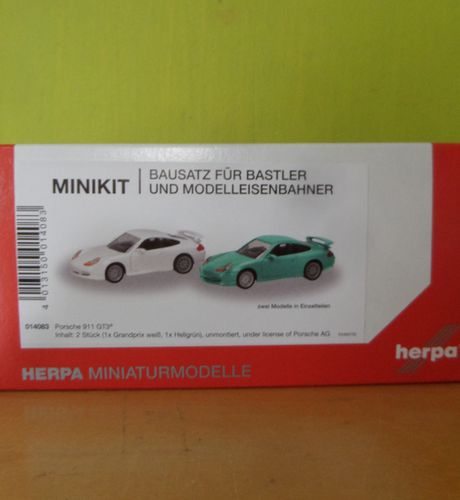 MINIKIT
BAUSATZ FÜR BASTLER
UND MODELLEISENBAHNER
4 013150 014083
zwei Modelle in Einzelteilen
014083 Porsche 911 GT3®
Inhalt: 2 Stück (1x Grandprix weiß, 1x Hellgrün), unmontiert, under license of Porsche AG
herpa
HERPA MINIATURMODELLE